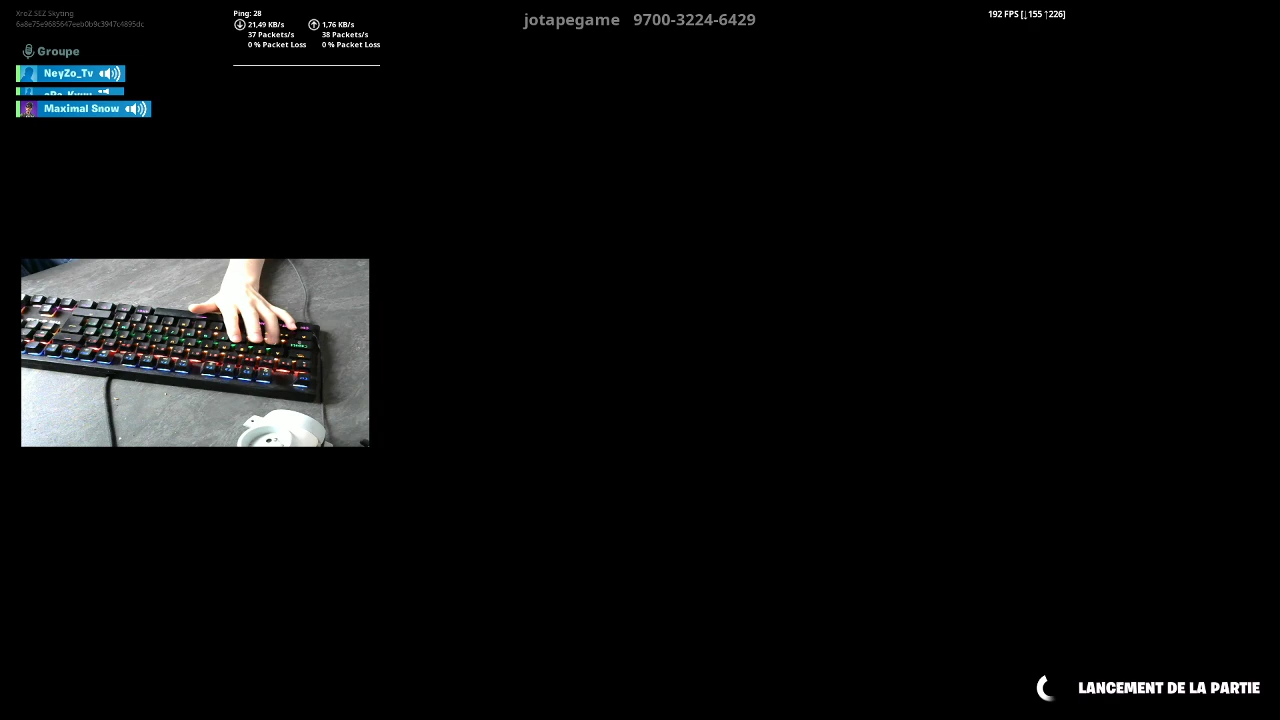 XroZ SEZ Skyting
6a8e75e9685647eeb0b9c3947c4895dc
Ping: 28
21,49 KB/s
37 Packets/s
0 % Packet Loss
1,76 KB/s
38 Packets/s
0 % Packet Loss
jotapegame 9700-3224-6429
192 FPS [↓155 ↑226]
Groupe
NeyZo_Tv
Maximal Snow
LANCEMENT DE LA PARTIE